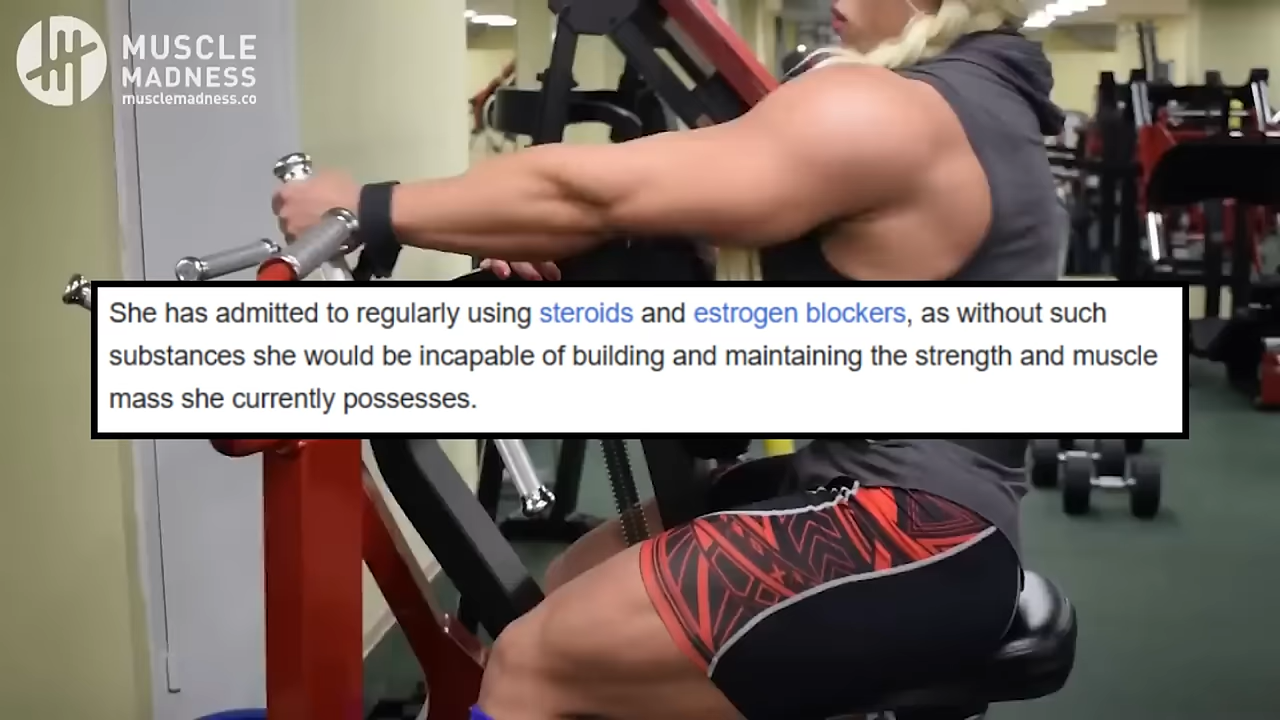 MUSCLE
MADNESS
musclemadness.co
She has admitted to regularly using steroids and estrogen blockers, as without such
substances she would be incapable of building and maintaining the strength and muscle
mass she currently possesses.